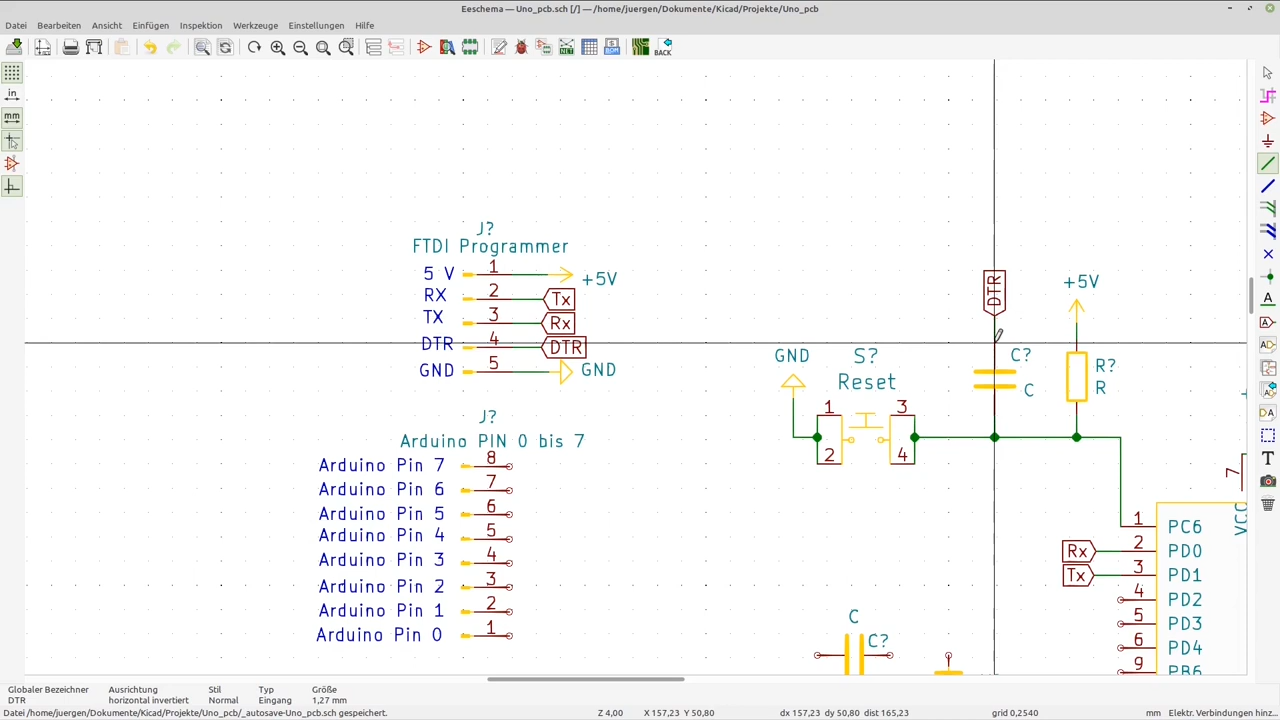 Eeschema — Uno_pcb.sch [/] — /home/juergen/Dokumente/Kicad/Projekte/Uno_pcb
Datei Bearbeiten Ansicht Einfügen Inspektion Werkzeuge Einstellungen Hilfe
BOM
BACK
in
mm
J?
FTDI Programmer
5 V 1 +5V
RX 2 Tx
TX 3 Rx
DTR 4 DTR
GND 5 GND
DTR
+5V
GND
S?
Reset
C?
C
R?
R
1 3
2 4
J?
Arduino PIN 0 bis 7
Arduino Pin 7 8
Arduino Pin 6 7
Arduino Pin 5 6
Arduino Pin 4 5
Arduino Pin 3 4
Arduino Pin 2 3
Arduino Pin 1 2
Arduino Pin 0 1
7
VCC
1 PC6
Rx 2 PD0
Tx 3 PD1
4 PD2
5 PD3
6 PD4
9 PB6
C
C?
Globaler Bezeichner Ausrichtung Stil Typ Größe
DTR horizontal invertiert Normal Eingang 1,27 mm
Datei /home/juergen/Dokumente/Kicad/Projekte/Uno_pcb/_autosave-Uno_pcb.sch gespeichert. Z 4,00 X 157,23 Y 50,80 dx 157,23 dy 50,80 dist 165,23 grid 0,2540 mm Elektr. Verbindungen hinz...